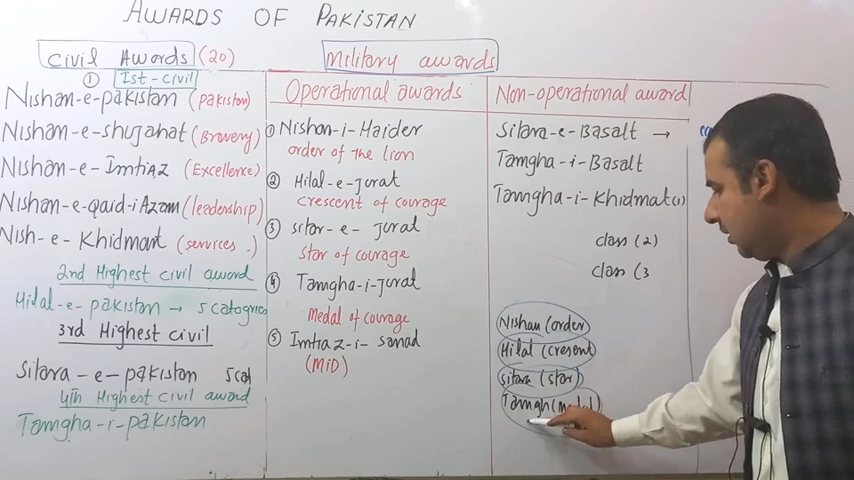 AWARDS OF PAKISTAN
Civil Awards (20)
① Ist-civil
Nishan-e-pakistan (pakistan)
Nishan-e-shujahat (Bravery)
Nishan-e-Imtiaz (Excellence)
Nishan-e-qaid-i Azam (leadership)
Nish-e-Khidmat (services.)
2nd Highest civil award
Hilal-e-pakistan → 5 catogries
3rd Highest civil
Sitara-e-pakistan 5 cat
4th Highest civil award
Tamgha-i-pakistan
Military awards
Operational awards
① Nishan-i-Haider
order of the lion
② Hilal-e-Jurat
crescent of courage
③ sitar-e-Jurat
star of courage
④ Tamgha-i-Jurat
Medal of courage
⑤ Imtiaz-i-Sanad
(MiD)
Non-operational award
Sitara-e-Basalt →
Tamgha-i-Basalt
Tamgha-i-Khidmat (1)
class (2)
class (3
Nishan (order
Hilal (cresent
sitara (star)
Tamgh (medal)